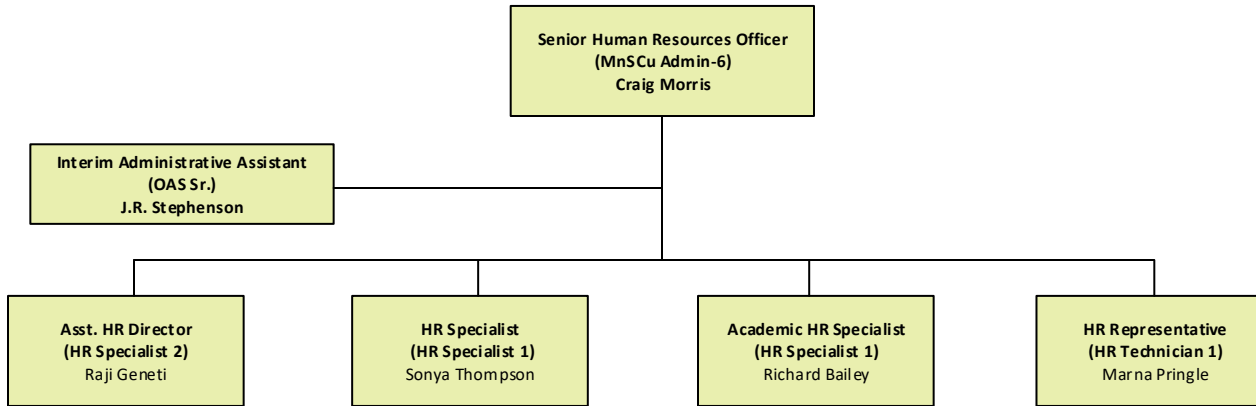 Senior Human Resources Officer
(MnSCu Admin-6)
Craig Morris
Interim Administrative Assistant
(OAS Sr.)
J.R. Stephenson
Asst. HR Director
(HR Specialist 2)
Raji Geneti
HR Specialist
(HR Specialist 1)
Sonya Thompson
Academic HR Specialist
(HR Specialist 1)
Richard Bailey
HR Representative
(HR Technician 1)
Marna Pringle